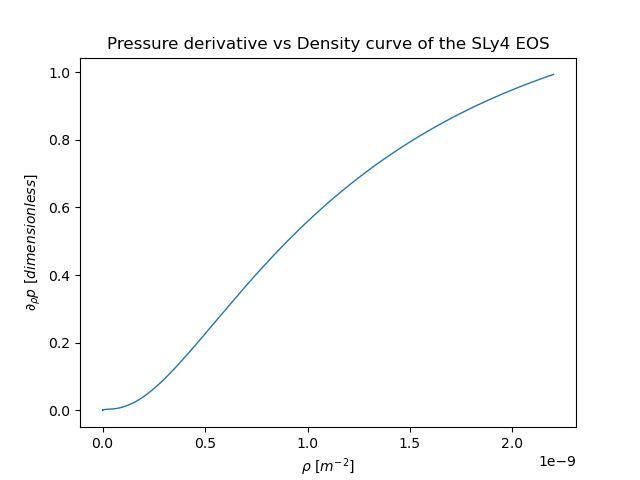 Pressure derivative vs Density curve of the SLy4 EOS
1.0
0.8
0.6
0.4
0.2
0.0
∂ρp [dimensionless]
0.0 0.5 1.0 1.5 2.0
1e−9
ρ [m⁻²]